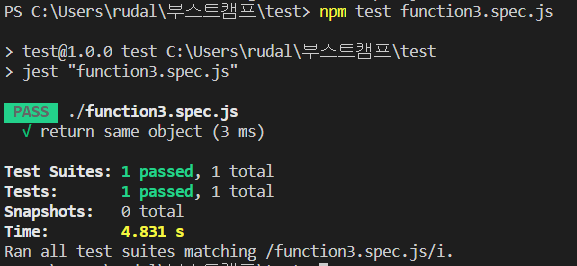 PS C:\Users\rudal\부스트캠프\test> npm test function3.spec.js
> test@1.0.0 test C:\Users\rudal\부스트캠프\test
> jest "function3.spec.js"
PASS ./function3.spec.js
√ return same object (3 ms)
Test Suites: 1 passed, 1 total
Tests: 1 passed, 1 total
Snapshots: 0 total
Time: 4.831 s
Ran all test suites matching /function3.spec.js/i.